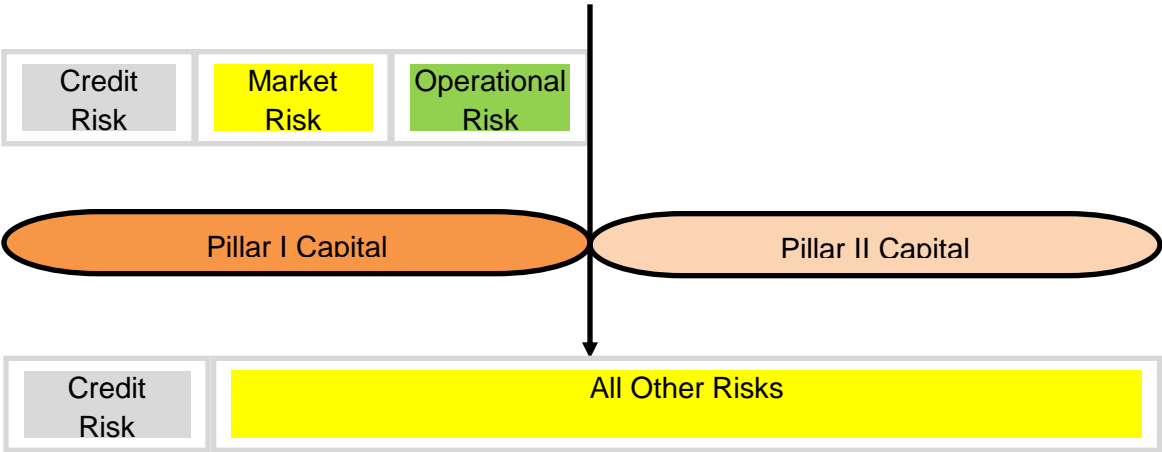 Credit
Risk
Market
Risk
Operational
Risk
Pillar I Capital
Pillar II Capital
Credit
Risk
All Other Risks